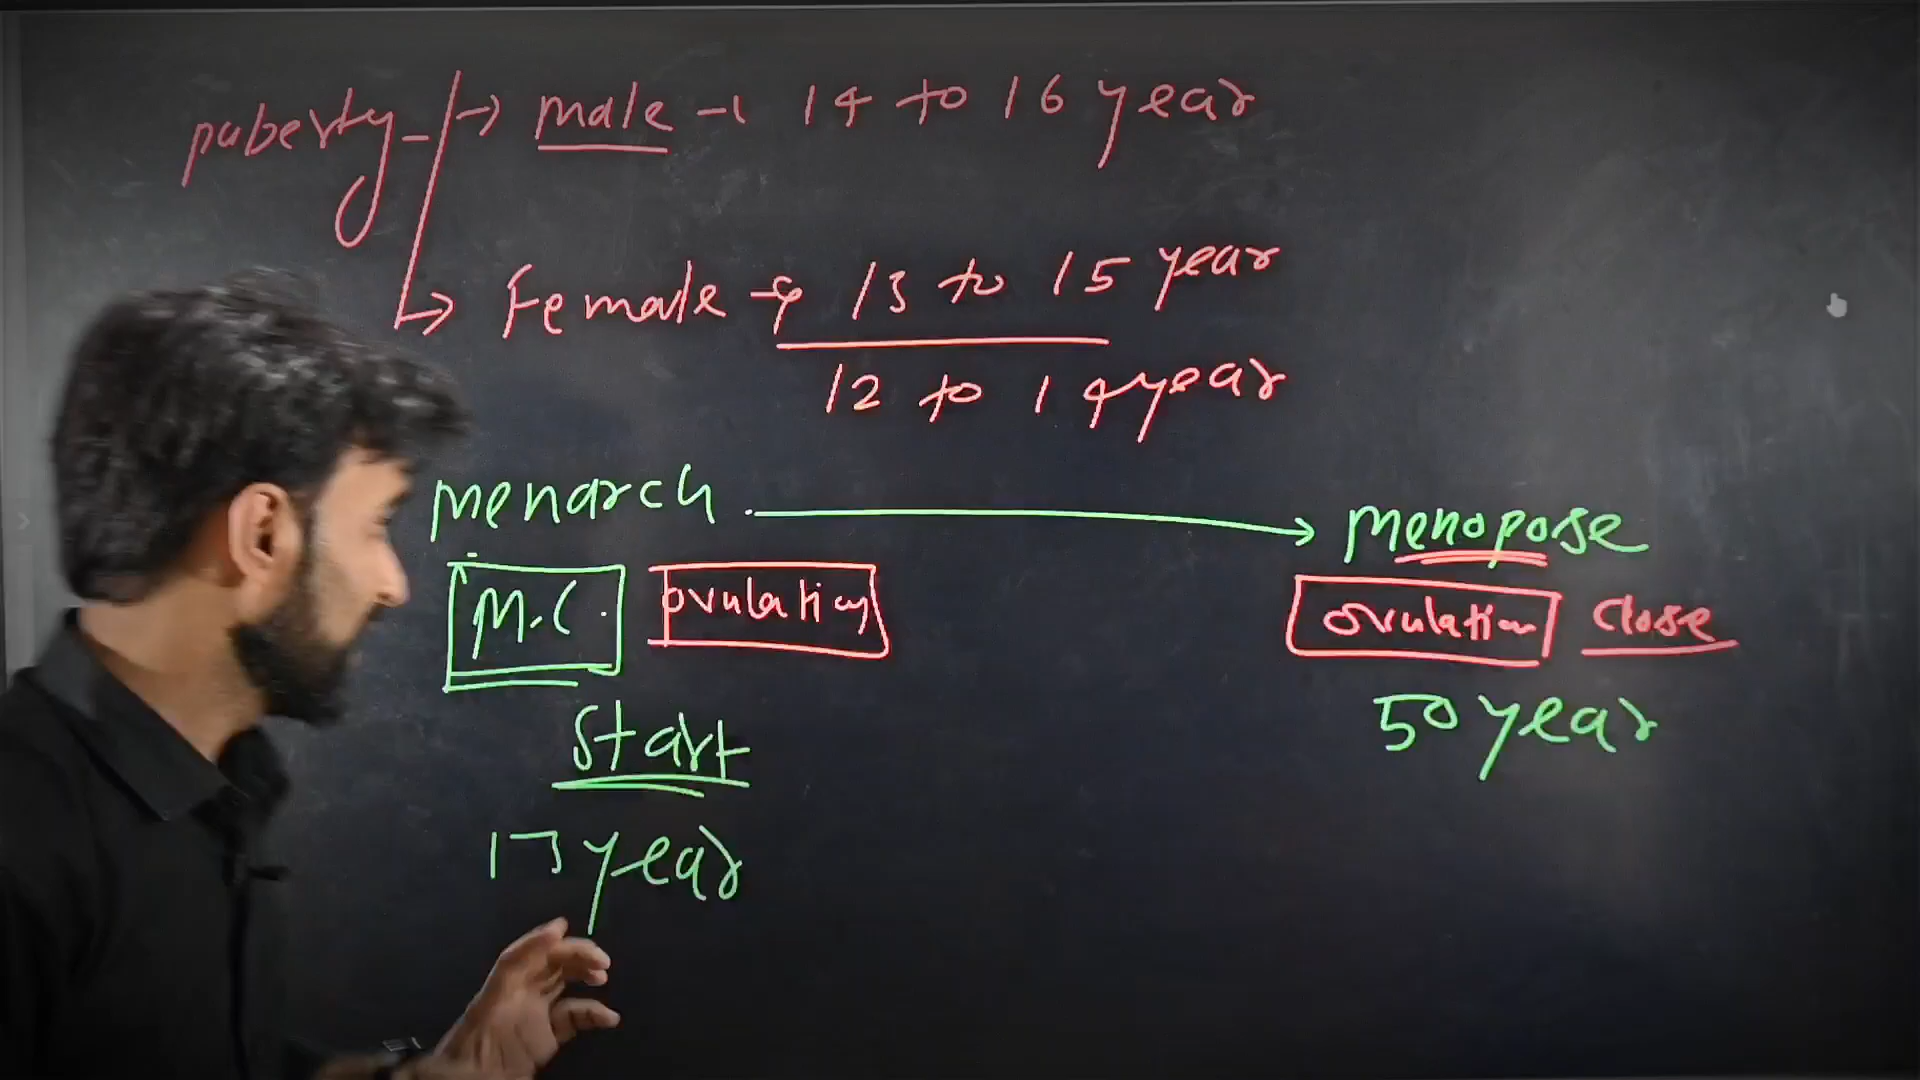 puberty → male → 14 to 16 year
→ Female → 13 to 15 year
12 to 14 year
menarch → menopose
M.C. ovulation
ovulation close
Start
50 year
13 year